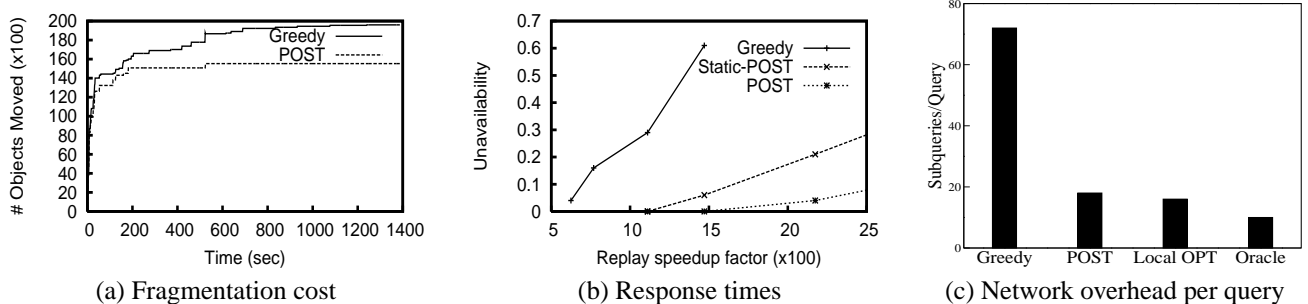 # Objects Moved (x100)
200
180
160
140
120
100
80
60
40
20
0
0 200 400 600 800 1000 1200 1400
Time (sec)
Greedy
POST
(a) Fragmentation cost
Unavailability
0.7
0.6
0.5
0.4
0.3
0.2
0.1
0
5 10 15 20 25
Replay speedup factor (x100)
Greedy
Static-POST
POST
(b) Response times
Subqueries/Query
80
60
40
20
0
Greedy POST Local OPT Oracle
(c) Network overhead per query